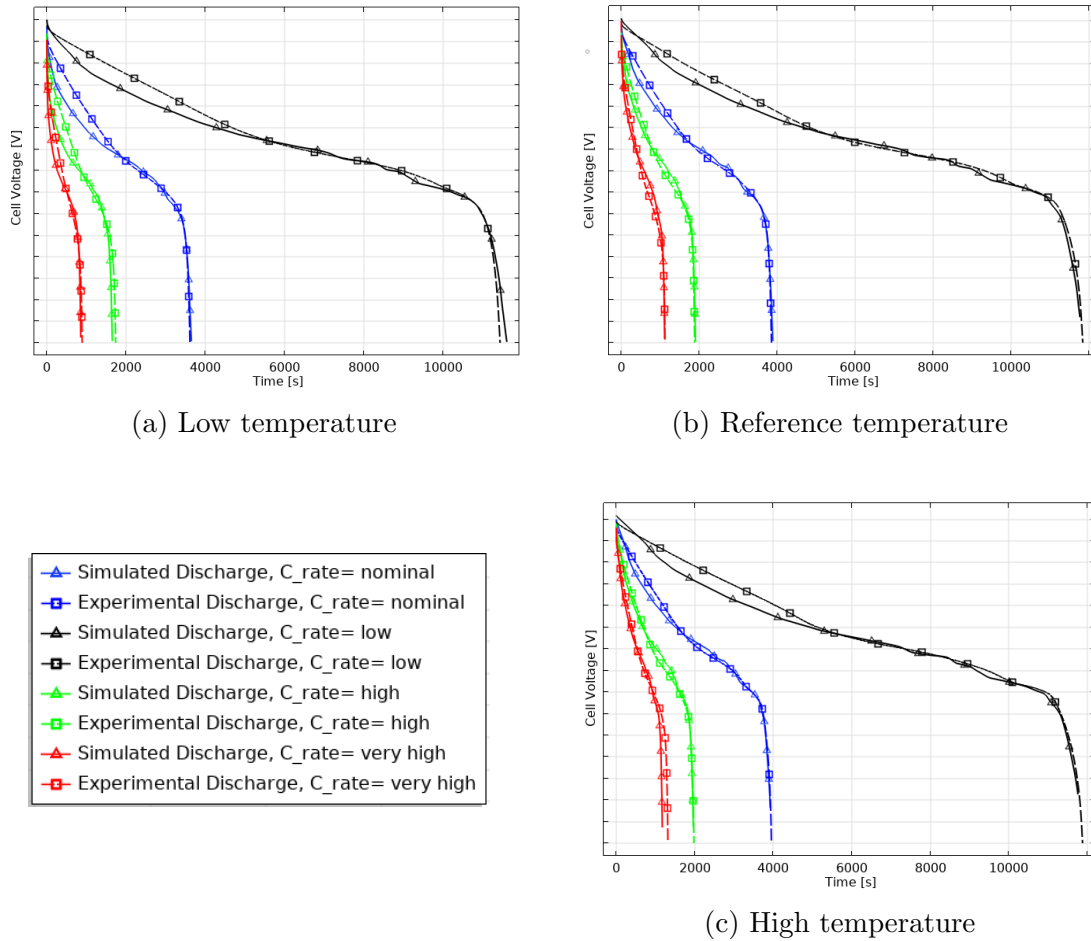 Cell Voltage [V]
0
2000
4000
6000
8000
10000
Time [s]
(a) Low temperature
Cell Voltage [V]
0
2000
4000
6000
8000
10000
Time [s]
(b) Reference temperature
Simulated Discharge, C_rate= nominal
Experimental Discharge, C_rate= nominal
Simulated Discharge, C_rate= low
Experimental Discharge, C_rate= low
Simulated Discharge, C_rate= high
Experimental Discharge, C_rate= high
Simulated Discharge, C_rate= very high
Experimental Discharge, C_rate= very high
Cell Voltage [V]
0
2000
4000
6000
8000
10000
Time [s]
(c) High temperature